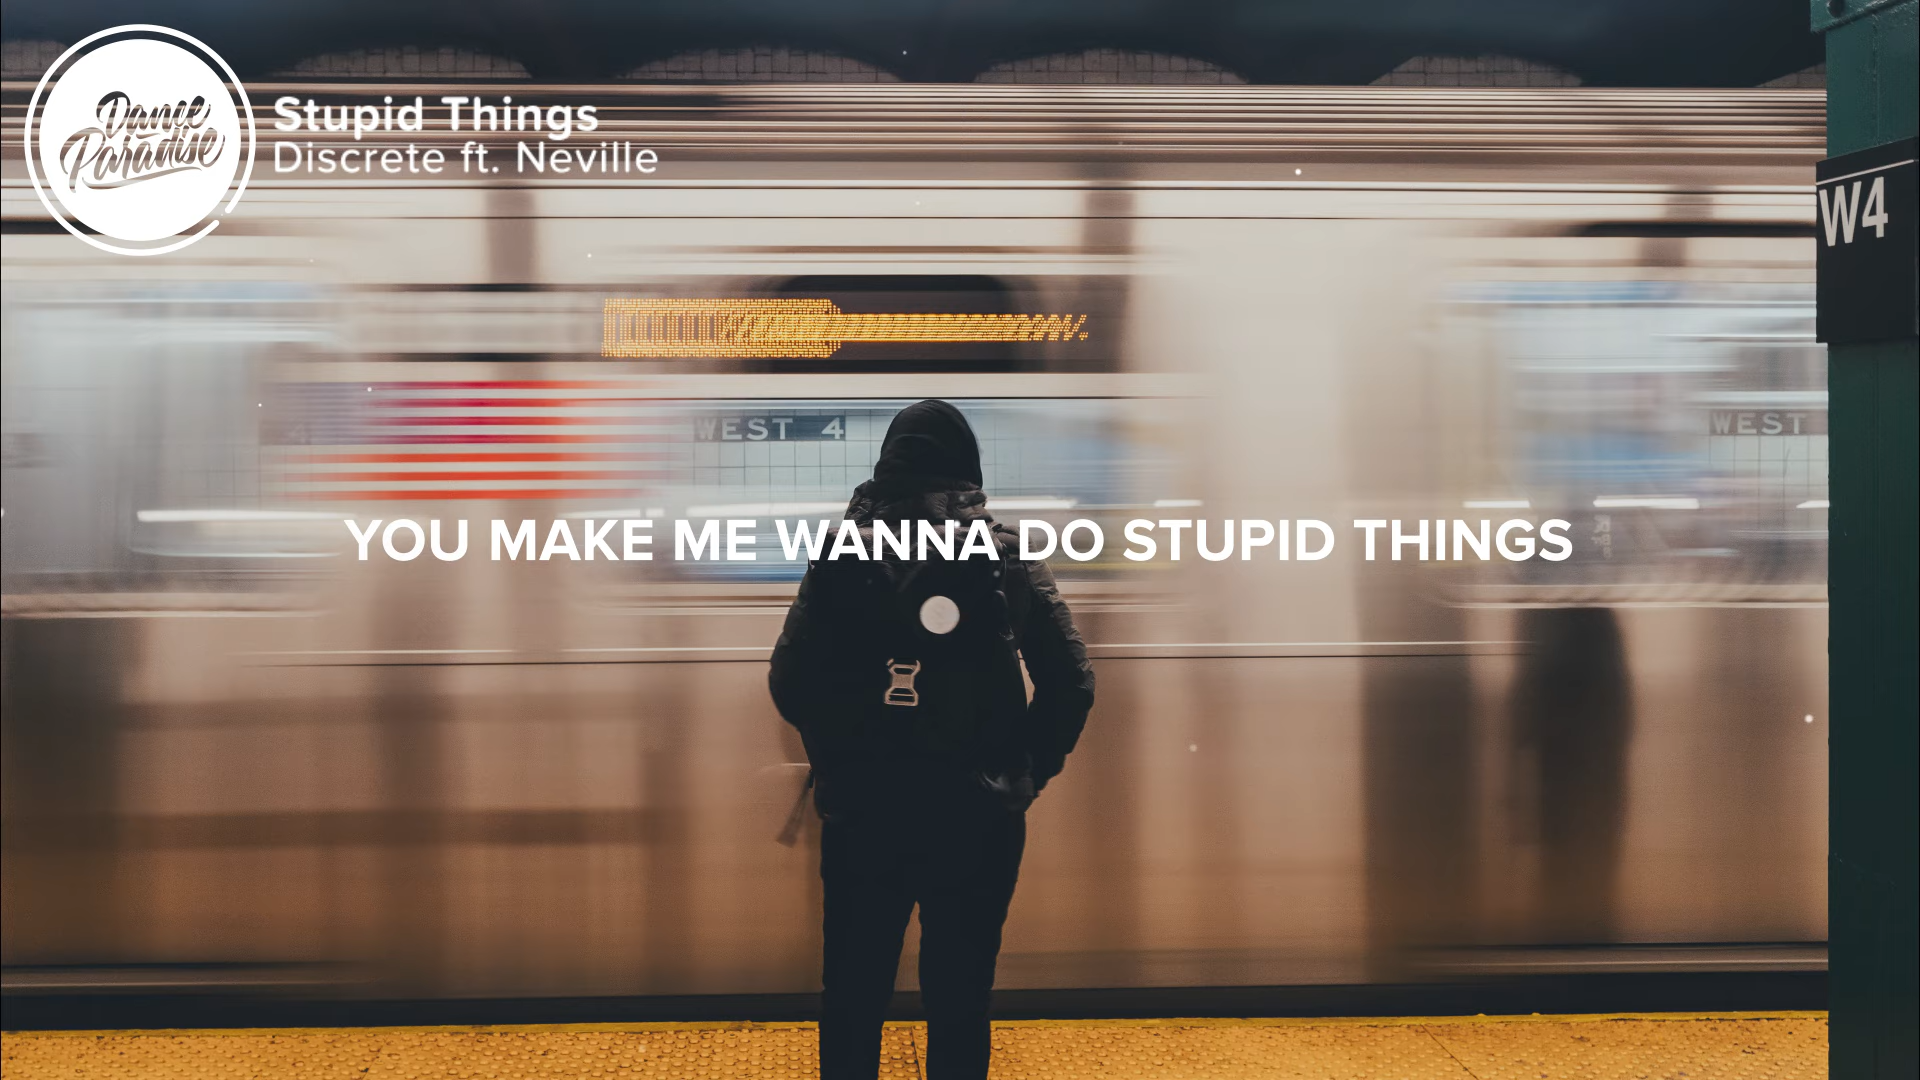 Dance
Paradise
Stupid Things
Discrete ft. Neville
W4
WEST 4
WEST
YOU MAKE ME WANNA DO STUPID THINGS